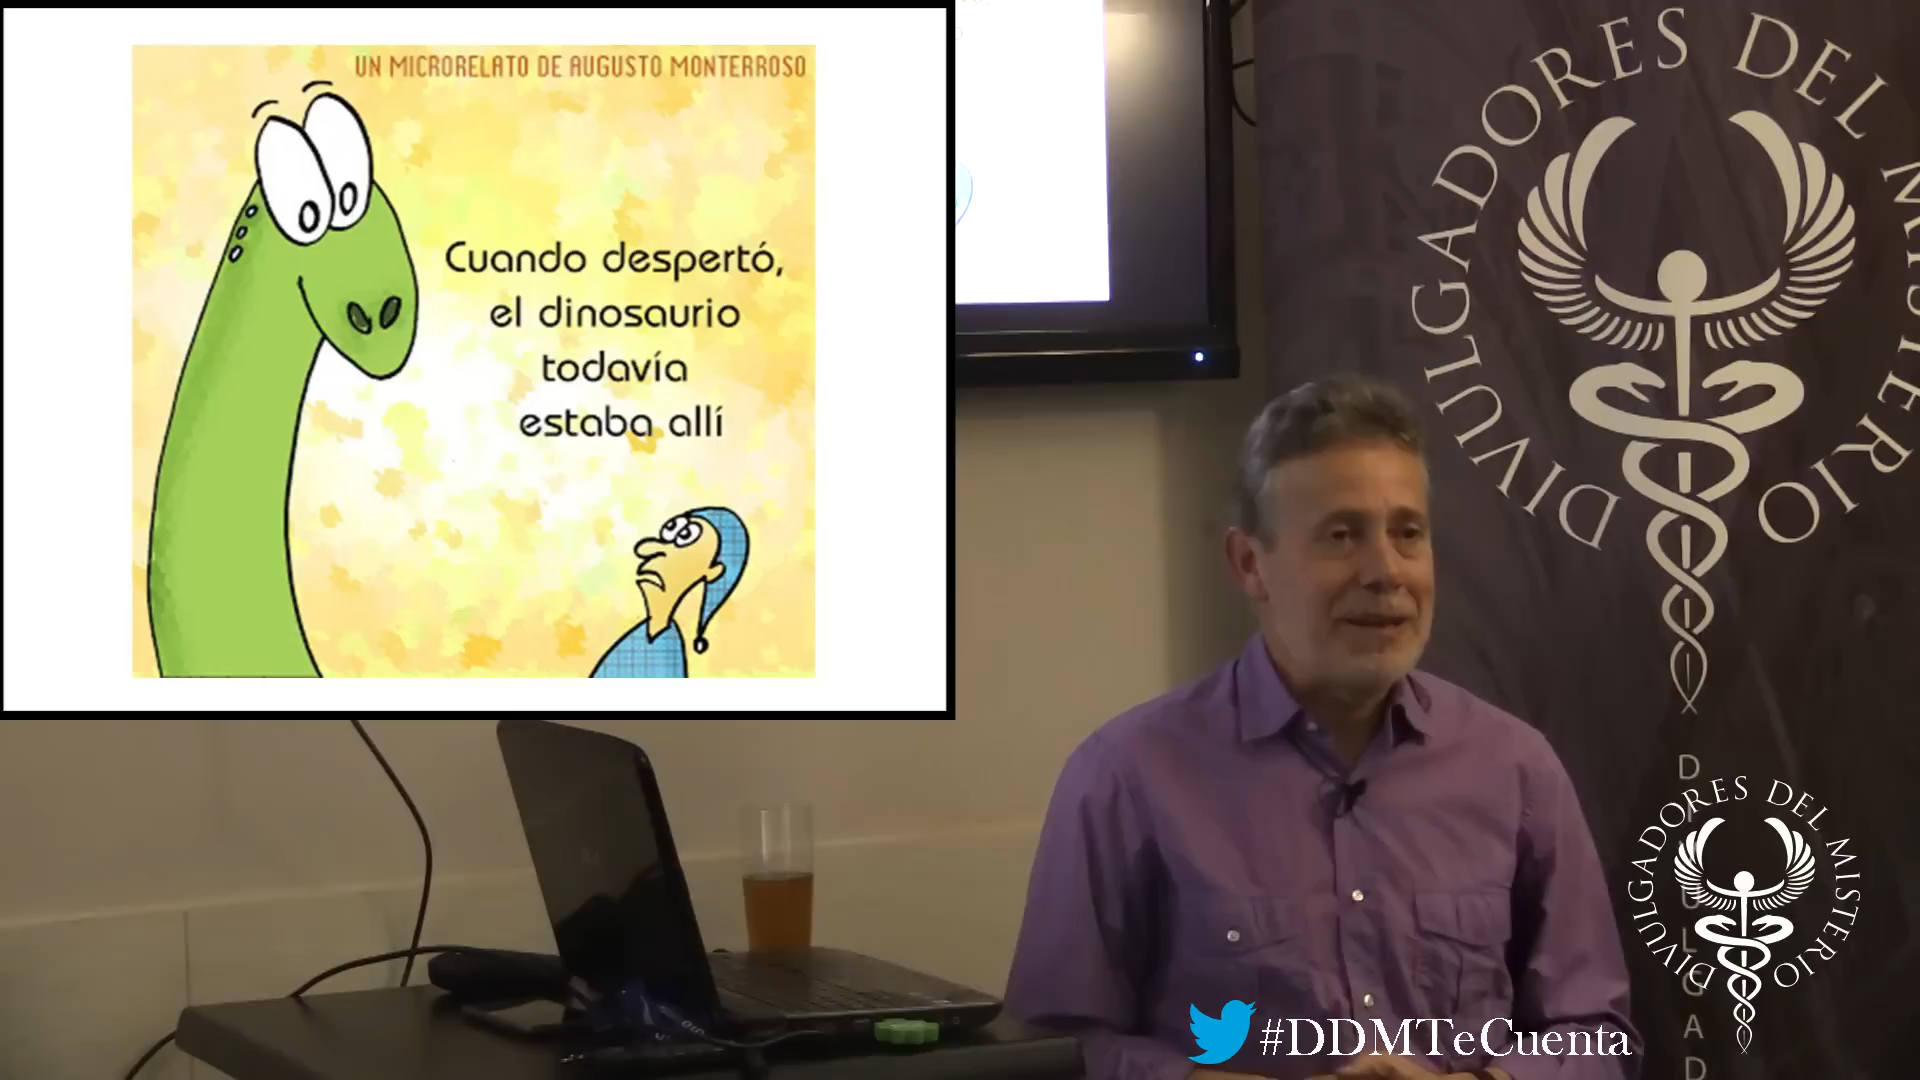 UN MICRORELATO DE AUGUSTO MONTERROSO
Cuando despertó,
el dinosaurio
todavía
estaba allí
DIVULGADORES DEL MISTERIO
DIVULGADORES DEL MISTERIO
#DDMTeCuenta